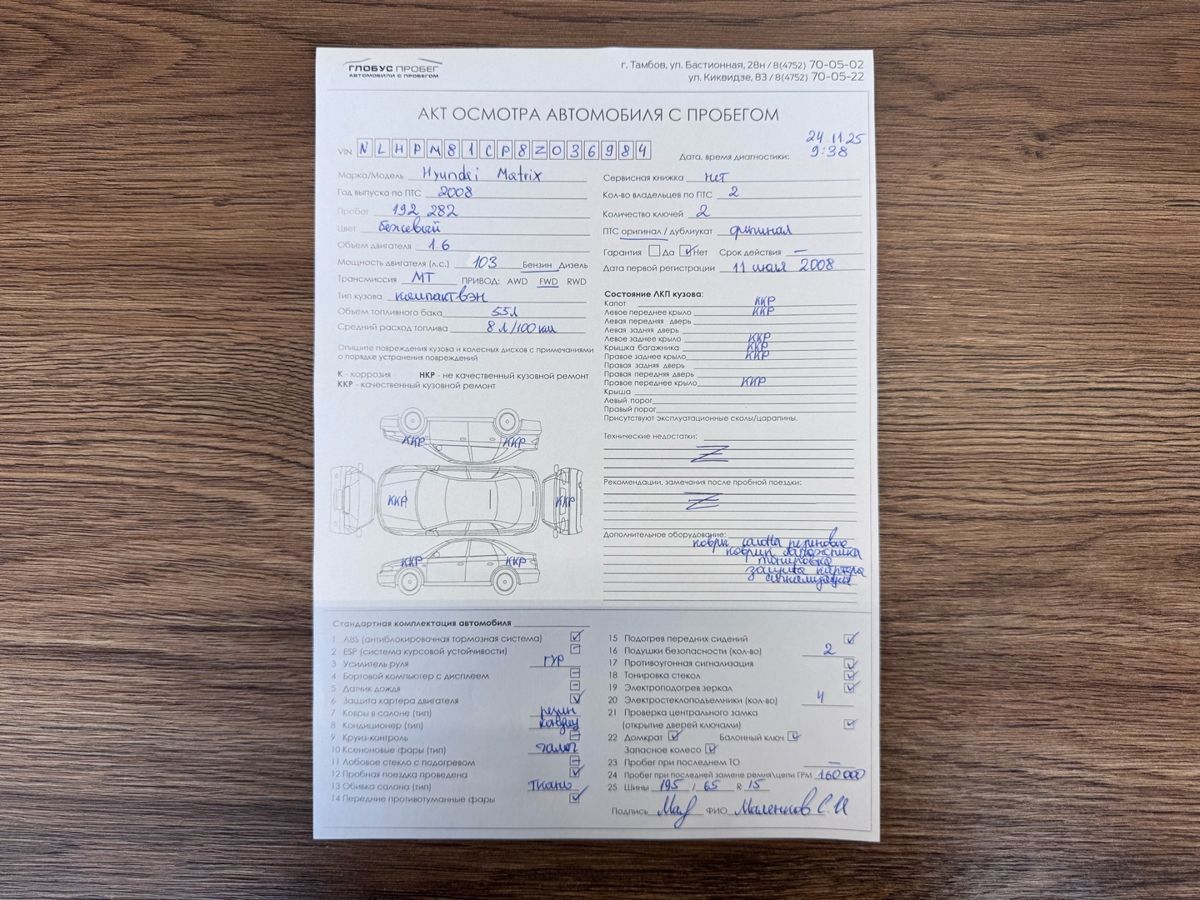 ГЛОБУС ПРОБЕГ
АВТОМОБИЛИ С ПРОБЕГОМ
г. Тамбов, ул. Бастионная, 28н / 8(4752) 70-05-02
ул. Киквидзе, 83 / 8(4752) 70-05-22
АКТ ОСМОТРА АВТОМОБИЛЯ С ПРОБЕГОМ
VIN NLHPM81CP8Z036984
Дата, время диагностики: 24 11.25 9:38
Марка/Модель Hyundai Matrix
Год выпуска по ПТС 2008
Пробег 192 282
Цвет бежевый
Объем двигателя 1.6
Мощность двигателя (л.с.) 103 Бензин Дизель
Трансмиссия МТ ПРИВОД: AWD FWD RWD
Тип кузова компактвэн
Объем топливного бака 55л
Средний расход топлива 8 л/100 км
Опишите повреждения кузова и колесных дисков с примечаниями
о порядке устранения повреждений
К - коррозия НКР - не качественный кузовной ремонт
ККР - качественный кузовной ремонт
ККР ККР
ККР ККР
ККР ККР
Сервисная книжка нет
Кол-во владельцев по ПТС 2
Количество ключей 2
ПТС оригинал / дубликат оригинал
Гарантия Да Нет Срок действия —
Дата первой регистрации 11 июля 2008
Состояние ЛКП кузова:
Капот ККР
Левое переднее крыло ККР
Левая передняя дверь
Левая задняя дверь
Левое заднее крыло ККР
Крышка багажника ККР
Правое заднее крыло ККР
Правая задняя дверь
Правая передняя дверь
Правое переднее крыло ККР
Крыша
Левый порог
Правый порог
Присутствуют эксплуатационные сколы/царапины.
Технические недостатки:
Z
Рекомендации, замечания после пробной поездки:
Z
Дополнительное оборудование:
ковры салона резиновые
коврик багажника
тонировка
защита картера
сигнализация
Стандартная комплектация автомобиля
1 ABS (антиблокировочная тормозная система)
2 ESP (система курсовой устойчивости) —
3 Усилитель руля ГУР
4 Бортовой компьютер с дисплеем —
5 Датчик дождя —
6 Защита картера двигателя
7 Ковры в салоне (тип) резин
8 Кондиционер (тип) кондиц
9 Круиз-контроль —
10 Ксеноновые фары (тип) галог
11 Лобовое стекло с подогревом —
12 Пробная поездка проведена
13 Обивка салона (тип) ткань
14 Передние противотуманные фары
15 Подогрев передних сидений
16 Подушки безопасности (кол-во) 2
17 Противоугонная сигнализация
18 Тонировка стекол
19 Электроподогрев зеркал
20 Электростеклоподъемники (кол-во) 4
21 Проверка центрального замка
(открытие дверей ключами)
22 Домкрат Балонный ключ
Запасное колесо
23 Пробег при последнем ТО —
24 Пробег при последней замене ремня\цепи ГРМ 160 000
25 Шины 195 / 65 R 15
Подпись ФИО Маленков С.И